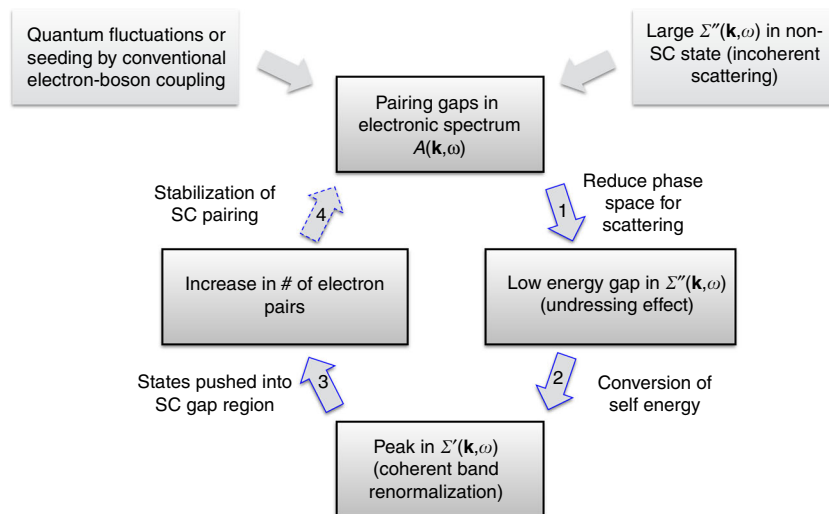 Quantum fluctuations or
seeding by conventional
electron-boson coupling
Large Σ″(k,ω) in non-
SC state (incoherent
scattering)
Pairing gaps in
electronic spectrum
A(k,ω)
Stabilization of
SC pairing
4
1
Reduce phase
space for
scattering
Increase in # of electron
pairs
Low energy gap in Σ″(k,ω)
(undressing effect)
States pushed into
SC gap region
3
2
Conversion of
self energy
Peak in Σ′(k,ω)
(coherent band
renormalization)